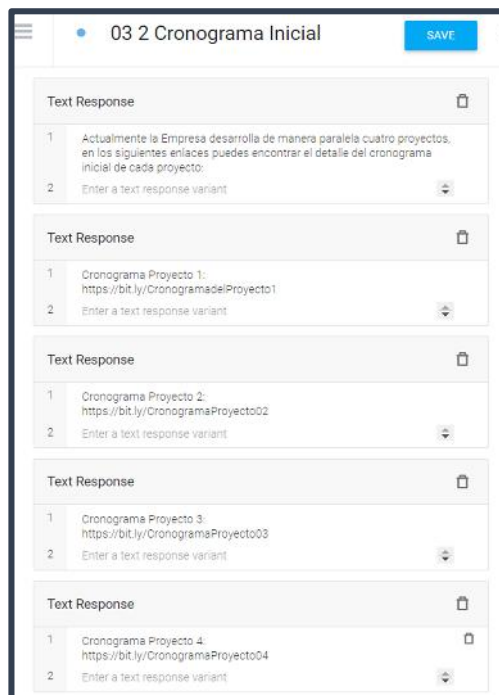 03 2 Cronograma Inicial
SAVE
Text Response
1 Actualmente la Empresa desarrolla de manera paralela cuatro proyectos,
en los siguientes enlaces puedes encontrar el detalle del cronograma
inicial de cada proyecto:
2 Enter a text response variant
Text Response
1 Cronograma Proyecto 1:
https://bit.ly/CronogramadelProyecto1
2 Enter a text response variant
Text Response
1 Cronograma Proyecto 2:
https://bit.ly/CronogramaProyecto02
2 Enter a text response variant
Text Response
1 Cronograma Proyecto 3:
https://bit.ly/CronogramaProyecto03
2 Enter a text response variant
Text Response
1 Cronograma Proyecto 4:
https://bit.ly/CronogramaProyecto04
2 Enter a text response variant